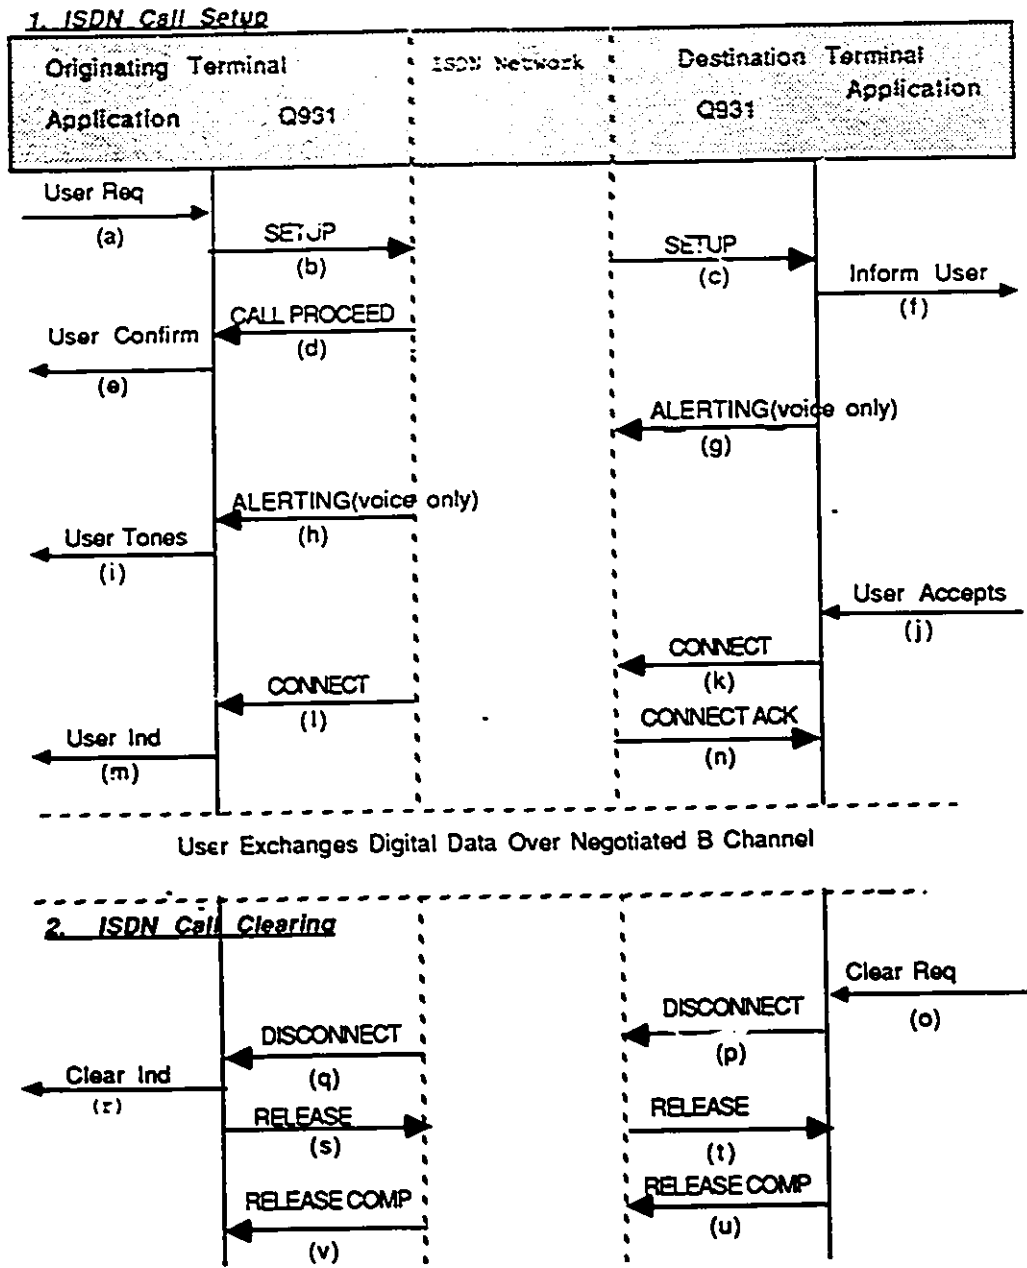 1. ISDN Call Setup
Originating Terminal
ISDN Network
Destination Terminal
Application
Q931
Q931
Application
User Req
(a)
SETUP
(b)
SETUP
(c)
Inform User
(f)
CALL PROCEED
(d)
User Confirm
(e)
ALERTING(voice only)
(g)
ALERTING(voice only)
(h)
User Tones
(i)
User Accepts
(j)
CONNECT
(k)
CONNECT
(l)
CONNECT ACK
(n)
User Ind
(m)
User Exchanges Digital Data Over Negotiated B Channel
2. ISDN Call Clearing
Clear Req
(o)
DISCONNECT
(p)
DISCONNECT
(q)
Clear Ind
(r)
RELEASE
(s)
RELEASE
(t)
RELEASE COMP
(u)
RELEASE COMP
(v)